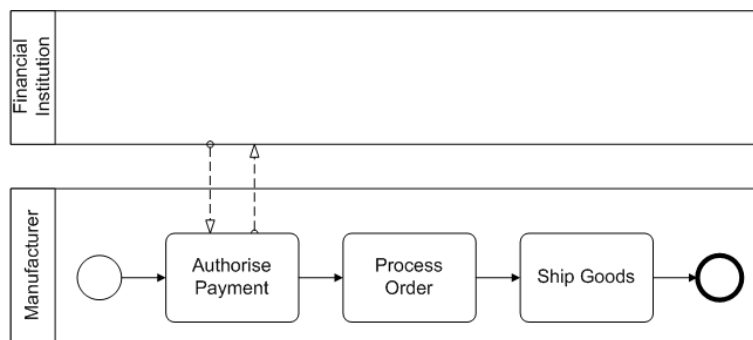 Financial
Institution
Manufacturer
Authorise
Payment
Process
Order
Ship Goods